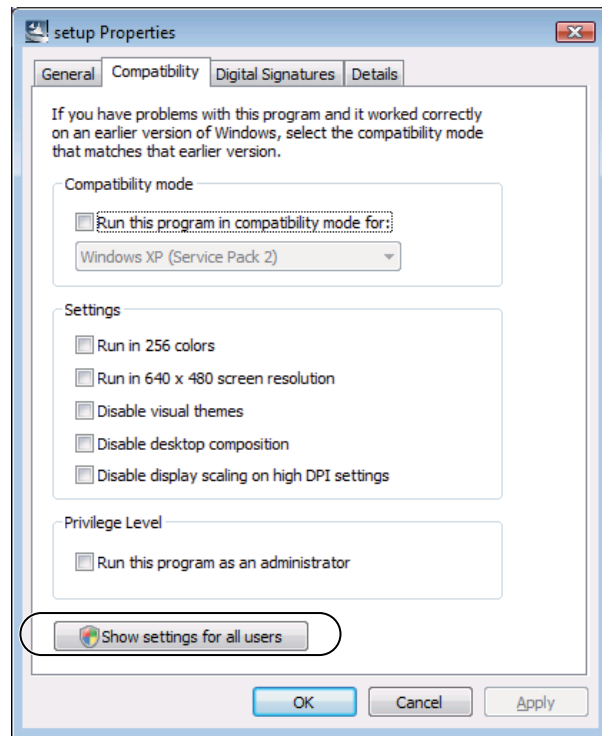 setup Properties
General Compatibility Digital Signatures Details
If you have problems with this program and it worked correctly
on an earlier version of Windows, select the compatibility mode
that matches that earlier version.
Compatibility mode
Run this program in compatibility mode for:
Windows XP (Service Pack 2)
Settings
Run in 256 colors
Run in 640 x 480 screen resolution
Disable visual themes
Disable desktop composition
Disable display scaling on high DPI settings
Privilege Level
Run this program as an administrator
Show settings for all users
OK Cancel Apply